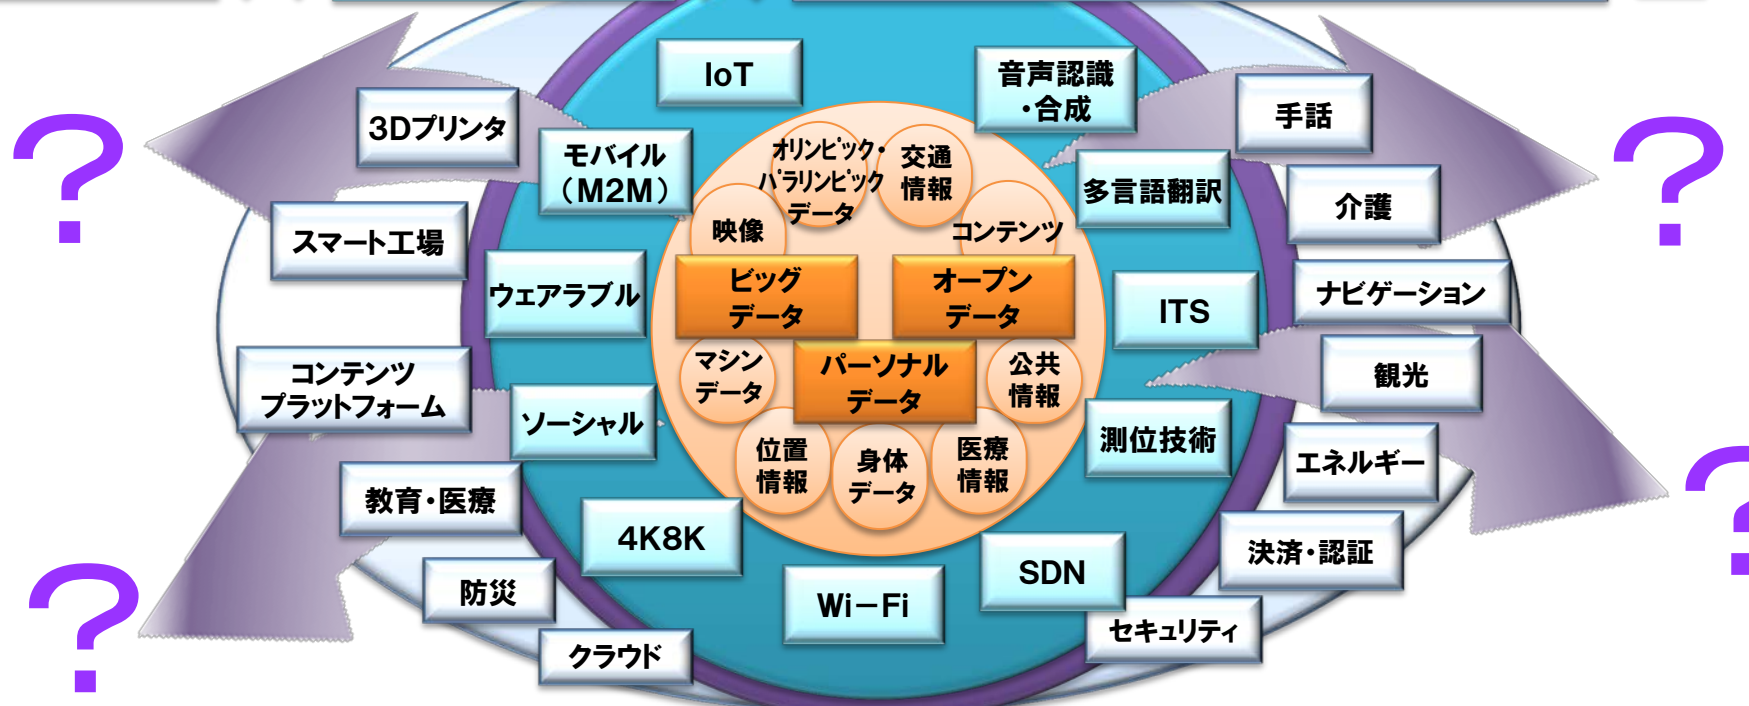 IoT
音声認識
・合成
3Dプリンタ
手話
モバイル
（M2M）
オリンピック・
パラリンピック
データ
交通
情報
多言語翻訳
介護
映像
コンテンツ
スマート工場
ウェアラブル
ビッグ
データ
オープン
データ
ITS
ナビゲーション
コンテンツ
プラットフォーム
マシン
データ
パーソナル
データ
公共
情報
観光
ソーシャル
位置
情報
身体
データ
医療
情報
測位技術
エネルギー
教育・医療
4K8K
SDN
決済・認証
防災
Wi－Fi
セキュリティ
クラウド
?
?
?
?